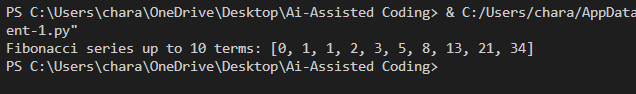 PS C:\Users\chara\OneDrive\Desktop\Ai-Assisted Coding> & C:/Users/chara/AppData
ent-1.py"
Fibonacci series up to 10 terms: [0, 1, 1, 2, 3, 5, 8, 13, 21, 34]
PS C:\Users\chara\OneDrive\Desktop\Ai-Assisted Coding>